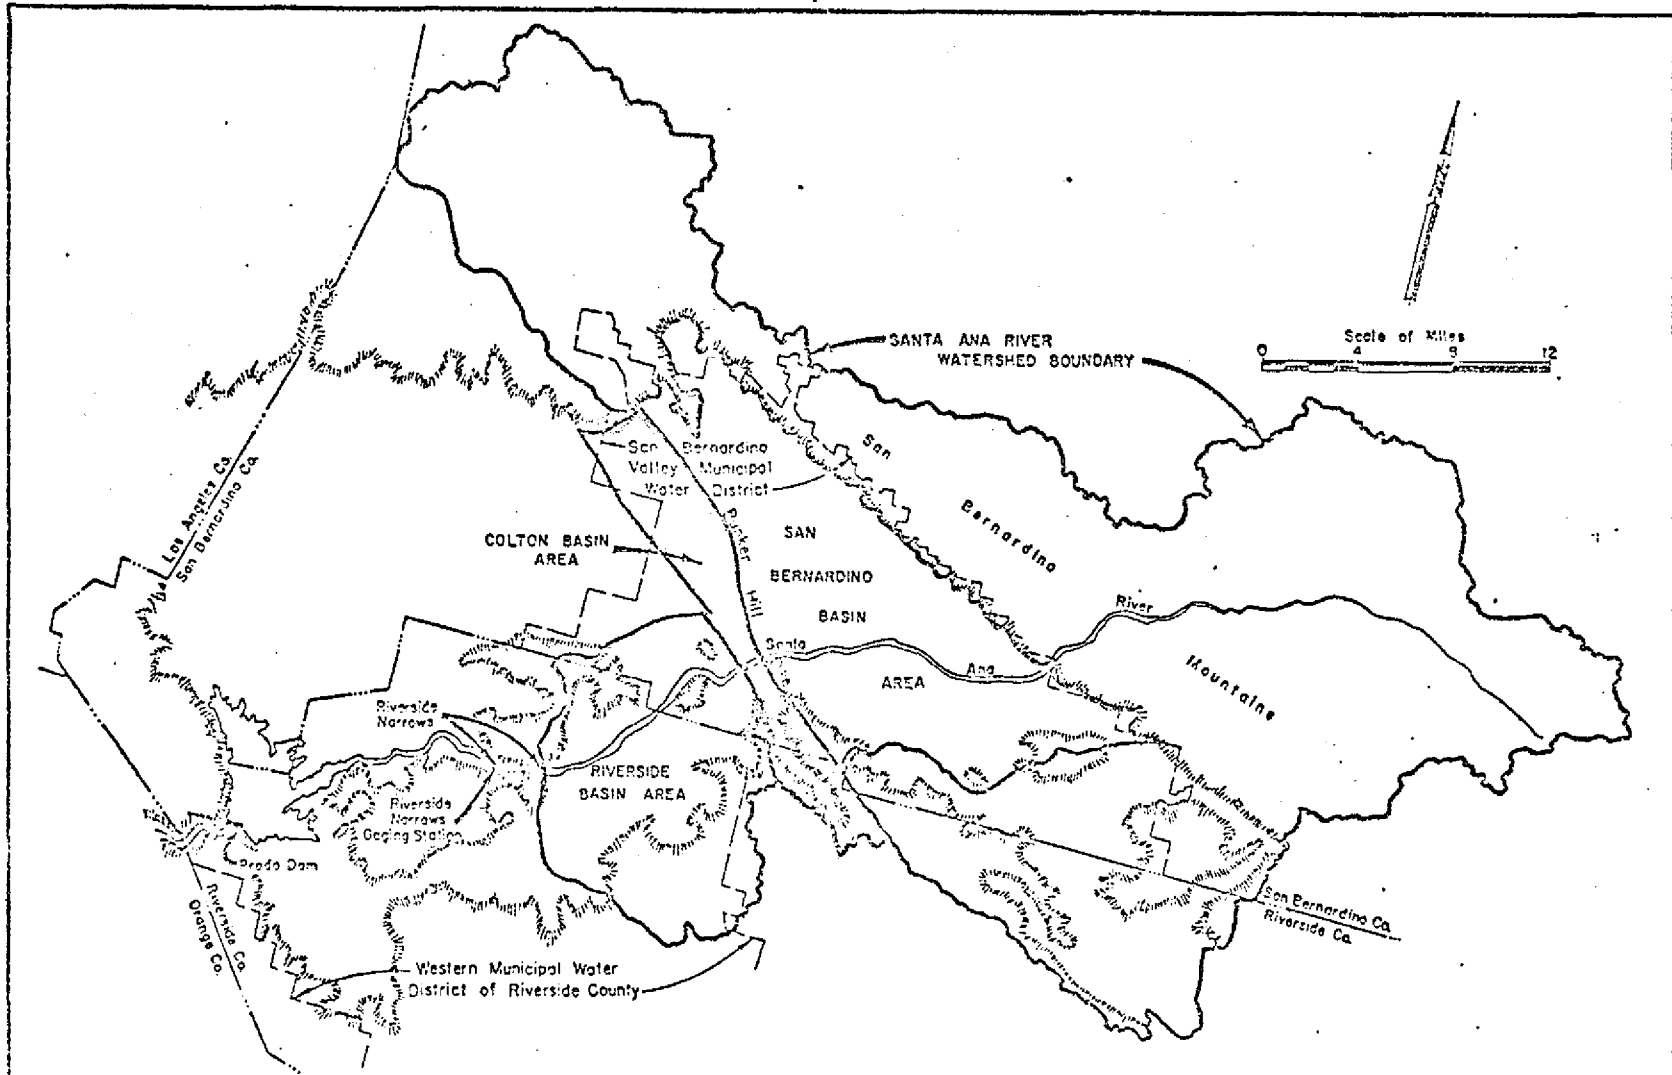 SANTA ANA RIVER
WATERSHED BOUNDARY
Scale of Miles
0 4 8 12
San Bernardino
Valley Municipal
Water District
San
Bernardino
Mountains
Los Angeles Co.
San Bernardino Co.
COLTON BASIN
AREA
Bunker
Hill
SAN
BERNARDINO
BASIN
AREA
Santa
Ana
River
Riverside
Narrows
RIVERSIDE
BASIN AREA
Riverside
Narrows
Gaging Station
Prado Dam
Riverside Co.
Orange Co.
San Bernardino Co.
Riverside Co.
Western Municipal Water
District of Riverside County